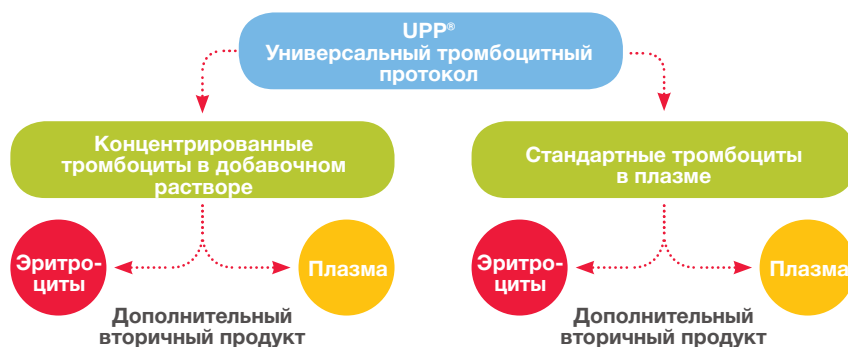 UPP®
Универсальный тромбоцитный
протокол
Концентрированные
тромбоциты в добавочном
растворе
Стандартные тромбоциты
в плазме
Эритро-
циты
Плазма
Эритро-
циты
Плазма
Дополнительный
вторичный продукт
Дополнительный
вторичный продукт